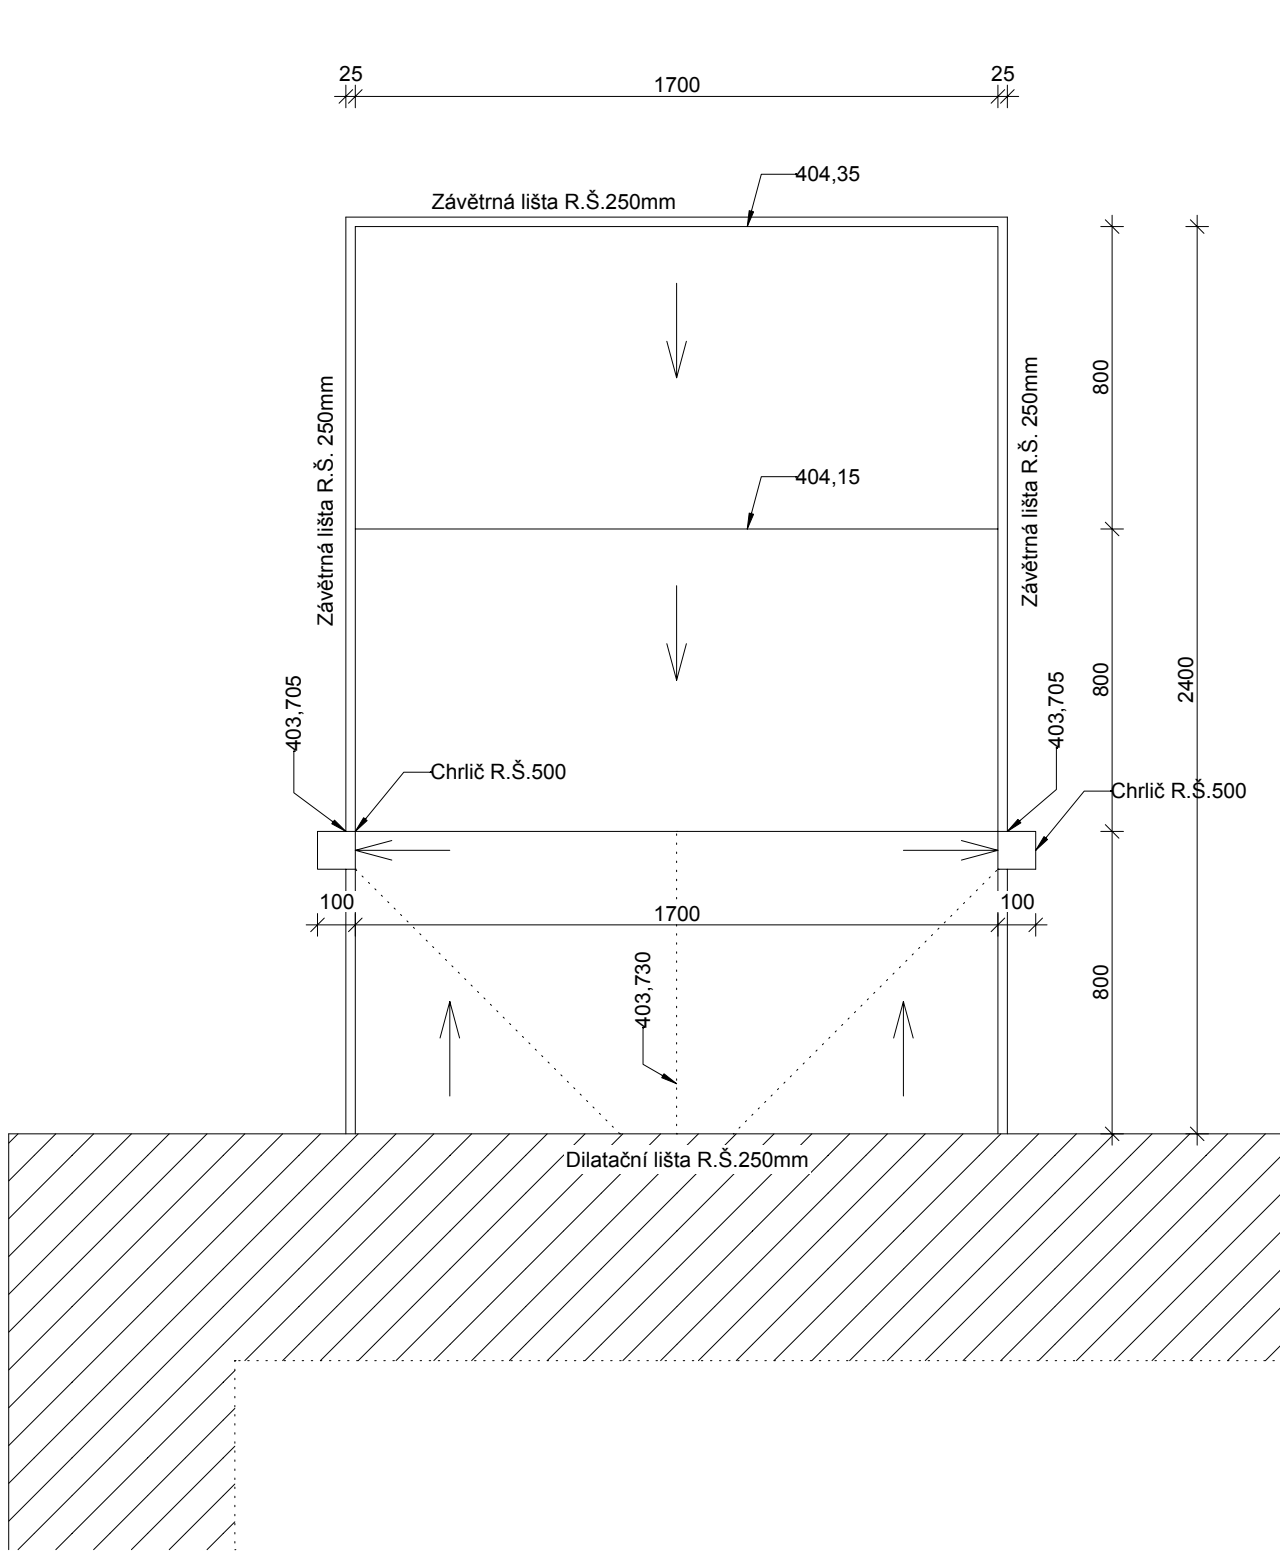 25
1700
25
404,35
Závětrná lišta R.Š.250mm
Závětrná lišta R.Š. 250mm
Závětrná lišta R.Š. 250mm
800
404,15
800
2400
403,705
403,705
Chrlič R.Š.500
Chrlič R.Š.500
100
1700
100
403,730
800
Dilatační lišta R.Š.250mm